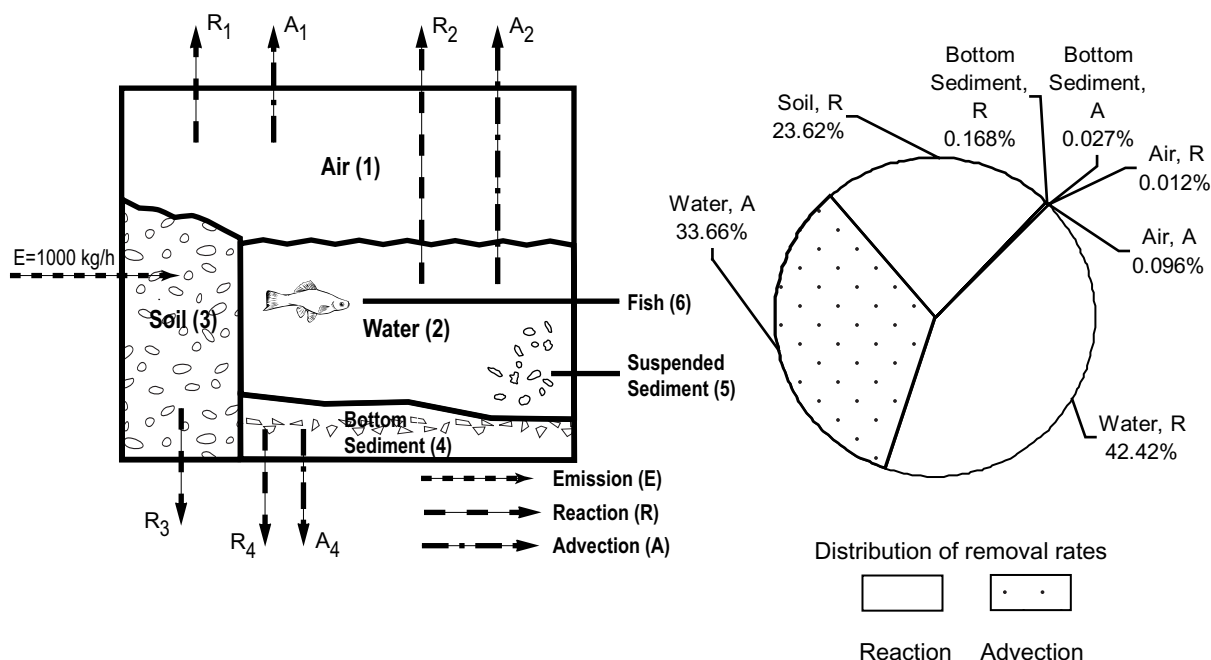 R1
A1
R2
A2
Air (1)
E=1000 kg/h
Soil (3)
Water (2)
Fish (6)
Suspended
Sediment (5)
Bottom
Sediment (4)
R3
R4
A4
Emission (E)
Reaction (R)
Advection (A)
Soil, R
23.62%
Bottom
Sediment,
R
0.168%
Bottom
Sediment,
A
0.027%
Air, R
0.012%
Air, A
0.096%
Water, A
33.66%
Water, R
42.42%
Distribution of removal rates
Reaction
Advection